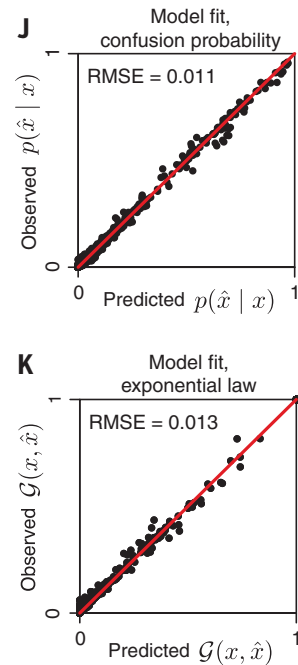 J
Model fit,
confusion probability
1
RMSE = 0.011
Observed p(x̂ | x)
0
0
1
Predicted p(x̂ | x)
K
Model fit,
exponential law
1
RMSE = 0.013
Observed 𝒢(x, x̂)
0
0
1
Predicted 𝒢(x, x̂)